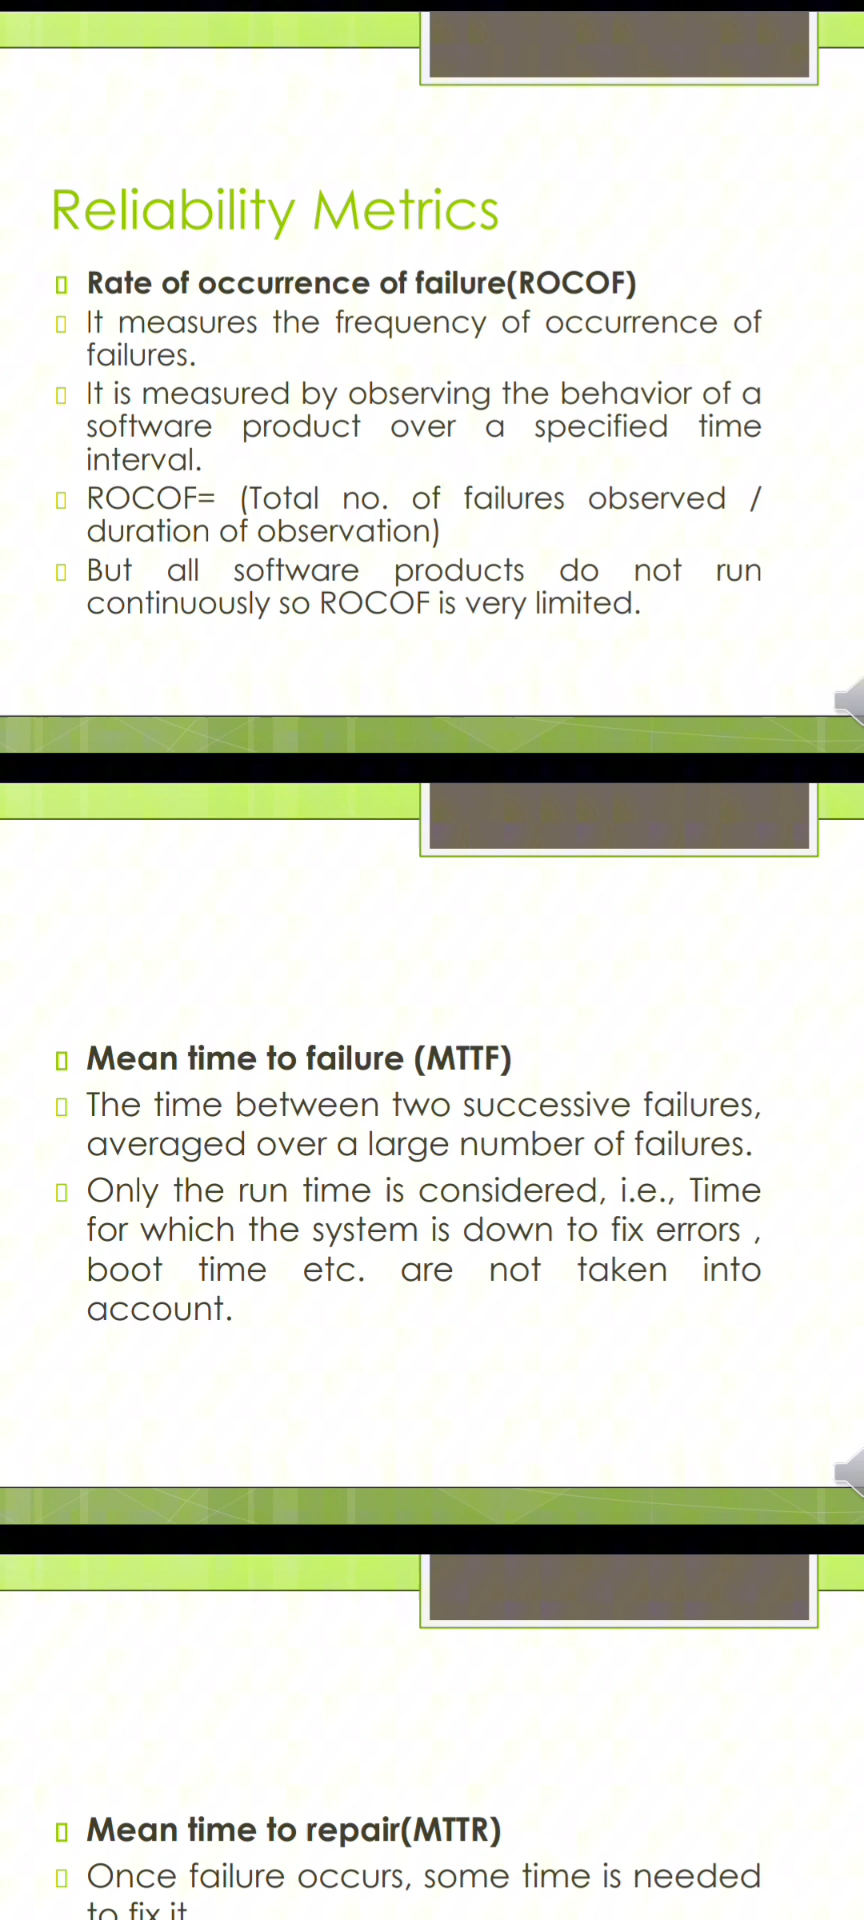 Reliability Metrics
Rate of occurrence of failure(ROCOF)
It measures the frequency of occurrence of
failures.
It is measured by observing the behavior of a
software product over a specified time
interval.
ROCOF= (Total no. of failures observed /
duration of observation)
But all software products do not run
continuously so ROCOF is very limited.
Mean time to failure (MTTF)
The time between two successive failures,
averaged over a large number of failures.
Only the run time is considered, i.e., Time
for which the system is down to fix errors ,
boot time etc. are not taken into
account.
Mean time to repair(MTTR)
Once failure occurs, some time is needed
to fix it